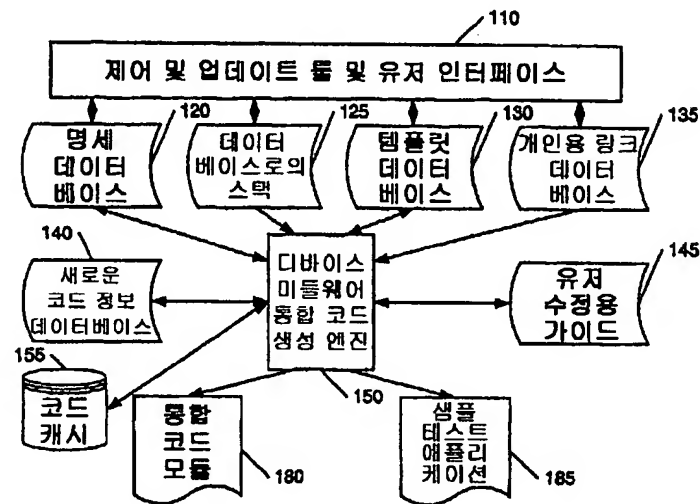 110
제어 및 업데이트 툴 및 유저 인터페이스
120
125
130
135
명세
데이터
베이스
데이터
베이스로의
스택
템플릿
데이터
베이스
개인용 링크
데이터
베이스
140
새로운
코드 정보
데이터베이스
디바이스
미들웨어
통합 코드
생성 엔진
150
145
유저
수정용
가이드
155
코드
캐시
통합
코드
모듈
180
샘플
테스트
애플리
케이션
185